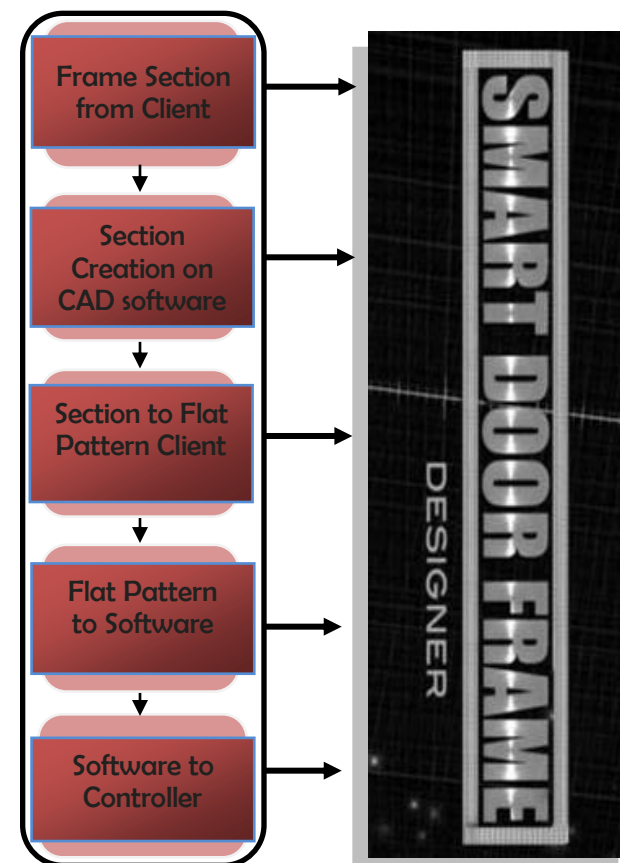 Frame Section
from Client
Section
Creation on
CAD software
Section to Flat
Pattern Client
Flat Pattern
to Software
Software to
Controller
SMART DOOR FRAME
DESIGNER